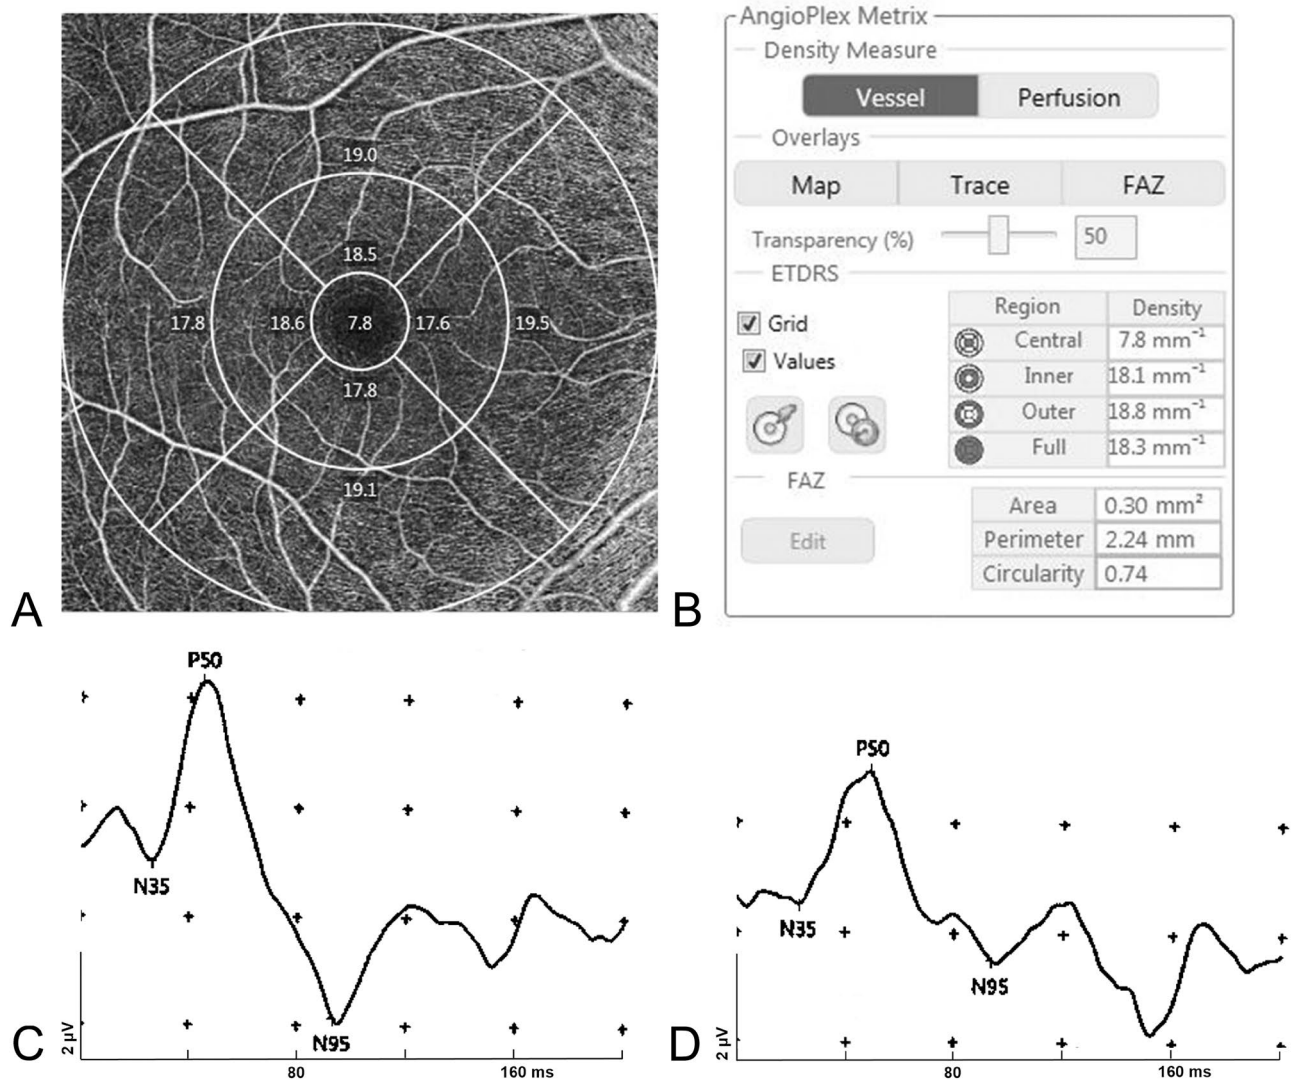 19.0
18.5
17.8 18.6 7.8 17.6 19.5
17.8
19.1
A
AngioPlex Metrix
Density Measure
Vessel Perfusion
Overlays
Map Trace FAZ
Transparency (%) 50
ETDRS
Grid
Values
Region Density
Central 7.8 mm⁻¹
Inner 18.1 mm⁻¹
Outer 18.8 mm⁻¹
Full 18.3 mm⁻¹
FAZ
Edit
Area 0.30 mm²
Perimeter 2.24 mm
Circularity 0.74
B
P50
N35
N95
2 µV
80 160 ms
C
P50
N35
N95
2 µV
80 160 ms
D